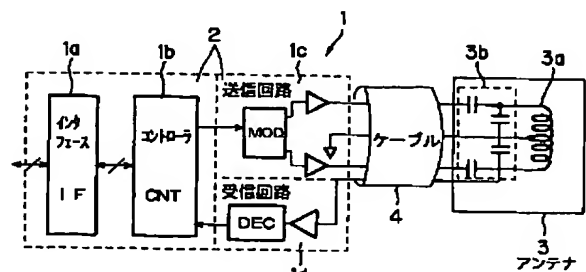 1
1a
1b
2
1c
送信回路
3b
3a
インタ
フェース
IF
コントローラ
CNT
MOD
ケーブル
受信回路
DEC
4
1d
3
アンテナ